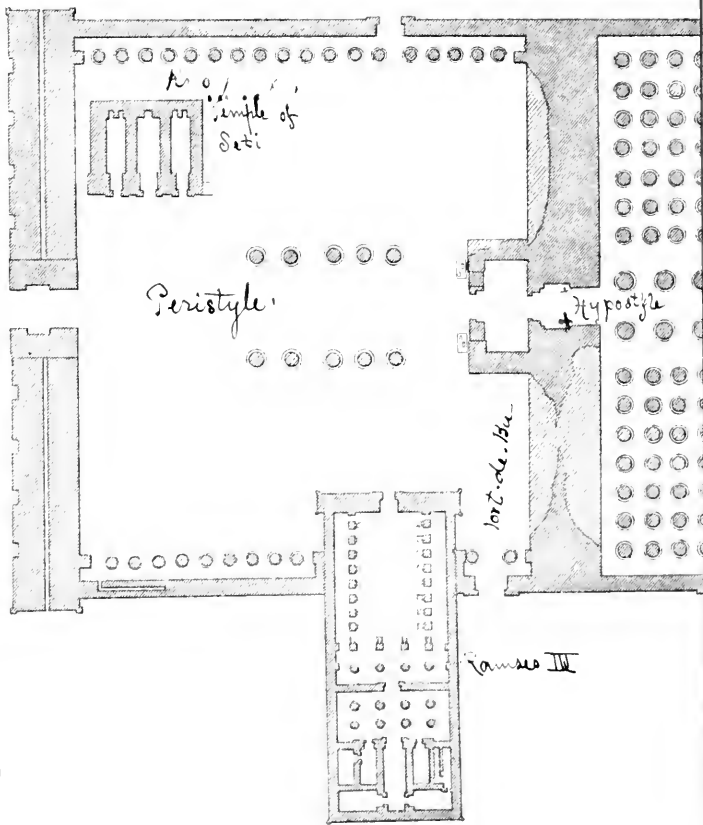 Temple of
Seti
Peristyle.
Hypostyle
Ramses III